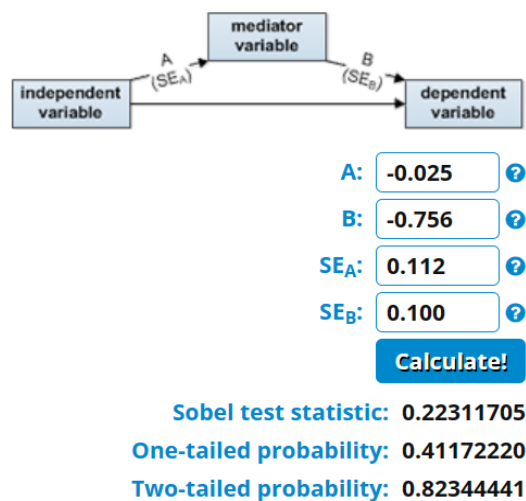 mediator
variable
A
(SEA)
B
(SEB)
independent
variable
dependent
variable
A: -0.025 ?
B: -0.756 ?
SEA: 0.112 ?
SEB: 0.100 ?
Calculate!
Sobel test statistic: 0.22311705
One-tailed probability: 0.41172220
Two-tailed probability: 0.82344441